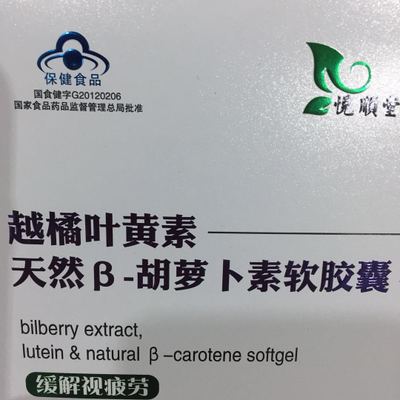 保健食品
国食健字G20120206
国家食品药品监督管理总局批准
悦顺堂
越橘叶黄素
天然β-胡萝卜素软胶囊
bilberry extract,
lutein & natural β-carotene softgel
缓解视疲劳